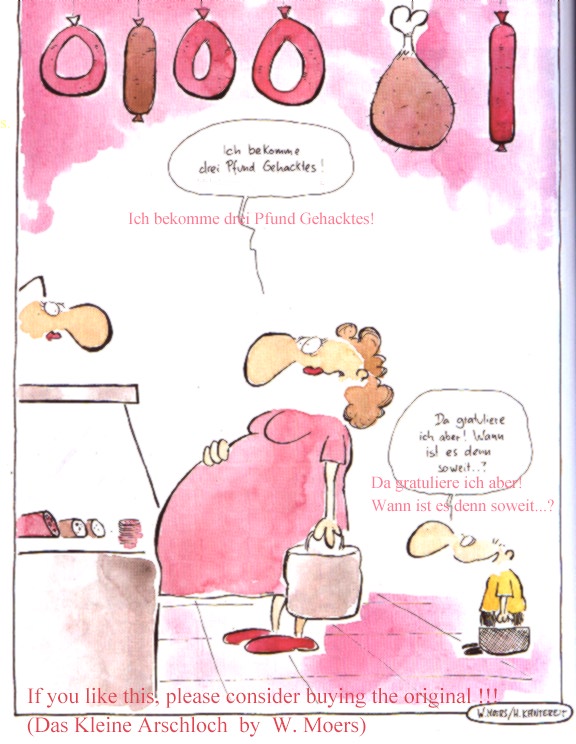 Ich bekomme
drei Pfund Gehacktes!
Ich bekomme drei Pfund Gehacktes!
Da gratuliere
ich aber! Wann
ist es denn
soweit..?
Da gratuliere ich aber!
Wann ist es denn soweit...?
If you like this, please consider buying the original !!!
(Das Kleine Arschloch by W. Moers)
W. MOERS/H. KANTEREIT